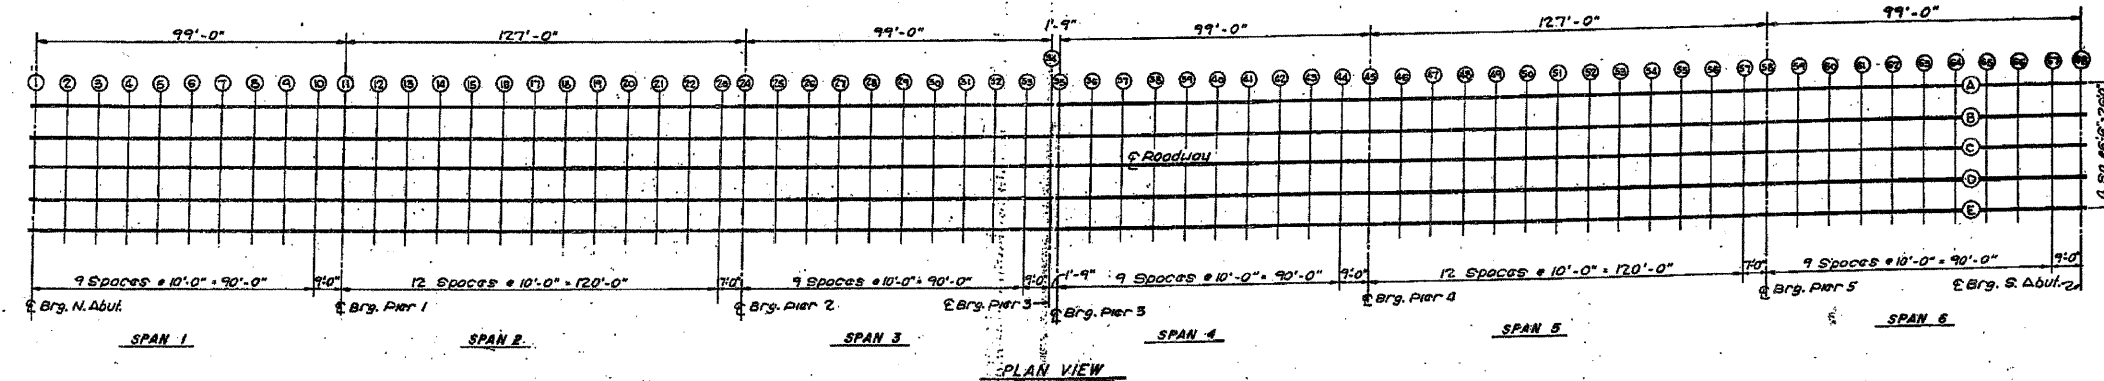 99'-0" 127'-0" 99'-0" 1'-9" 99'-0" 127'-0" 99'-0"
1 2 3 4 5 6 7 8 9 10 11 12 13 14 15 16 17 18 19 20 21 22 23 24 25 26 27 28 29 30 31 32 33 34 35 36 37 38 39 40 41 42 43 44 45 46 47 48 49 50 51 52 53 54 55 56 57 58 59 60 61 62 63 64 65 66 67 68
A
B
C
D
E
℄ Roadway
9 Spaces @ 10'-0" = 90'-0" 9'-0" 12 Spaces @ 10'-0" = 120'-0" 7'-0" 9 Spaces @ 10'-0" = 90'-0" 9'-0" 1'-9" 9 Spaces @ 10'-0" = 90'-0" 9'-0" 12 Spaces @ 10'-0" = 120'-0" 7'-0" 9 Spaces @ 10'-0" = 90'-0" 9'-0"
℄ Brg. N. Abut. ℄ Brg. Pier 1 ℄ Brg. Pier 2 ℄ Brg. Pier 3 ℄ Brg. Pier 3 ℄ Brg. Pier 4 ℄ Brg. Pier 5 ℄ Brg. S. Abut.
SPAN 1 SPAN 2 SPAN 3 SPAN 4 SPAN 5 SPAN 6
PLAN VIEW